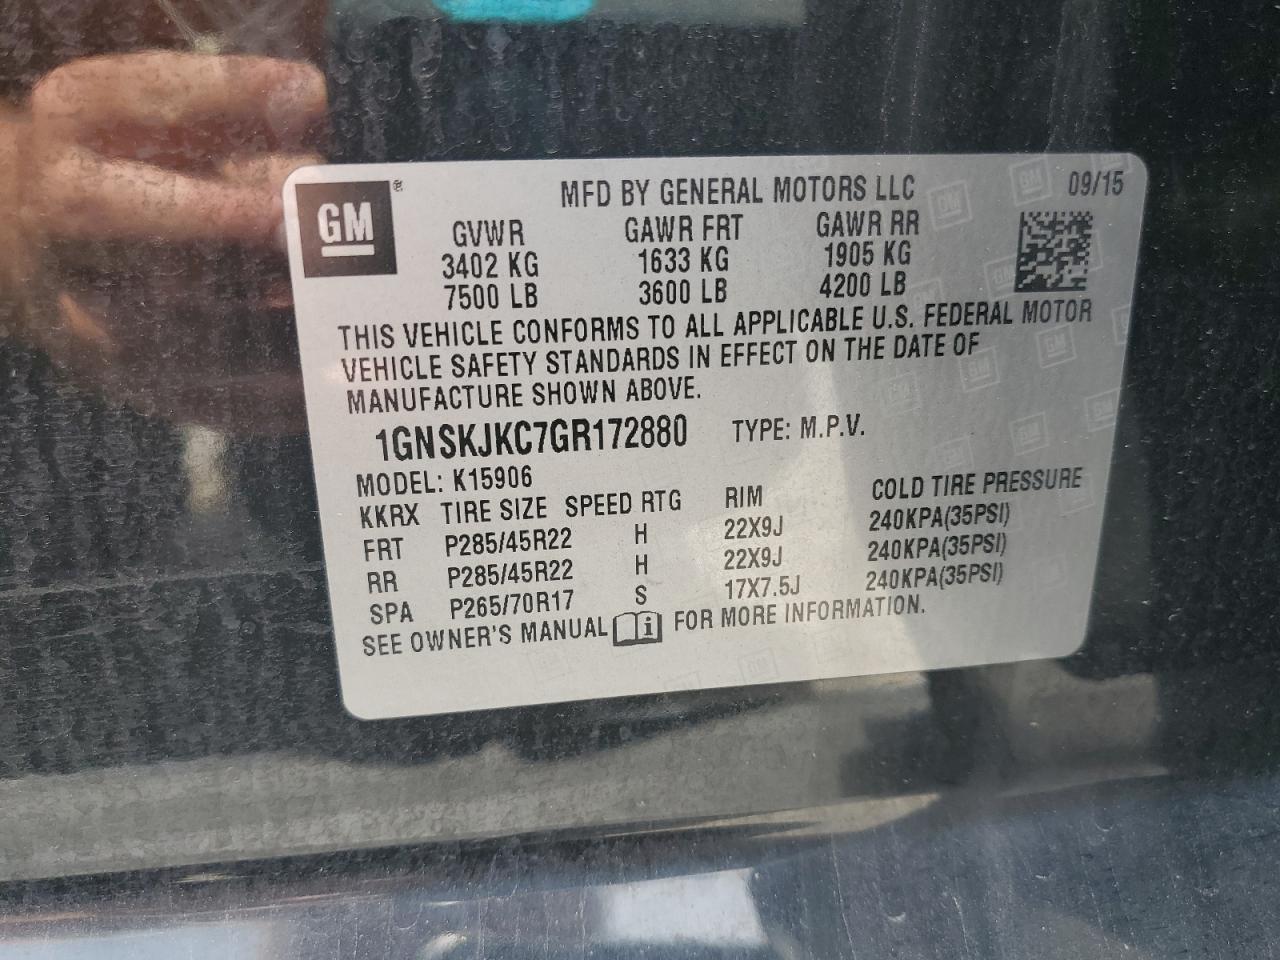 GM ® MFD BY GENERAL MOTORS LLC 09/15
GVWR GAWR FRT GAWR RR
3402 KG 1633 KG 1905 KG
7500 LB 3600 LB 4200 LB
THIS VEHICLE CONFORMS TO ALL APPLICABLE U.S. FEDERAL MOTOR
VEHICLE SAFETY STANDARDS IN EFFECT ON THE DATE OF
MANUFACTURE SHOWN ABOVE.
1GNSKJKC7GR172880 TYPE: M.P.V.
MODEL: K15906
KKRX TIRE SIZE SPEED RTG RIM COLD TIRE PRESSURE
FRT P285/45R22 H 22X9J 240KPA(35PSI)
RR P285/45R22 H 22X9J 240KPA(35PSI)
SPA P265/70R17 S 17X7.5J 240KPA(35PSI)
SEE OWNER'S MANUAL i FOR MORE INFORMATION.